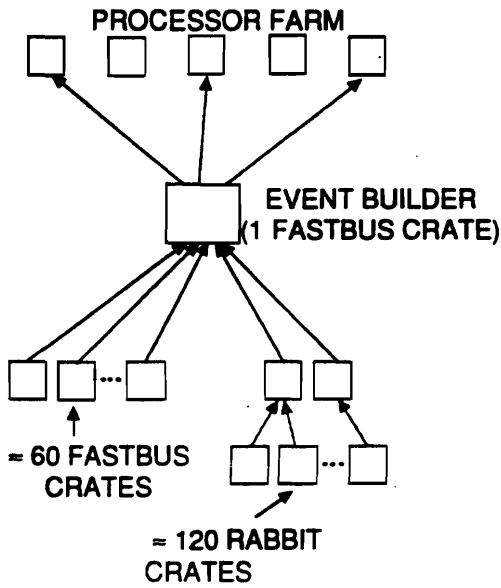 PROCESSOR FARM
EVENT BUILDER
(1 FASTBUS CRATE)
...
...
≈ 60 FASTBUS
CRATES
≈ 120 RABBIT
CRATES